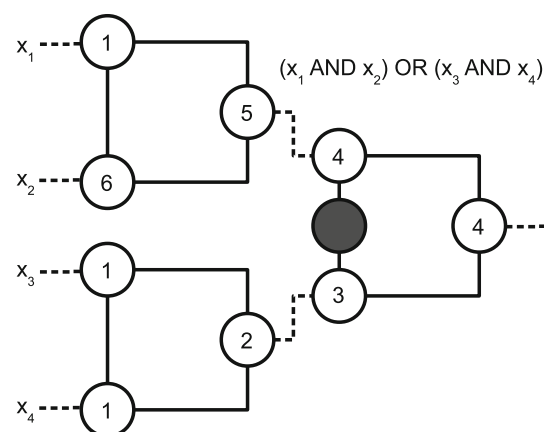 x₁
1
(x₁ AND x₂) OR (x₃ AND x₄)
5
4
x₂
6
4
x₃
1
3
2
x₄
1